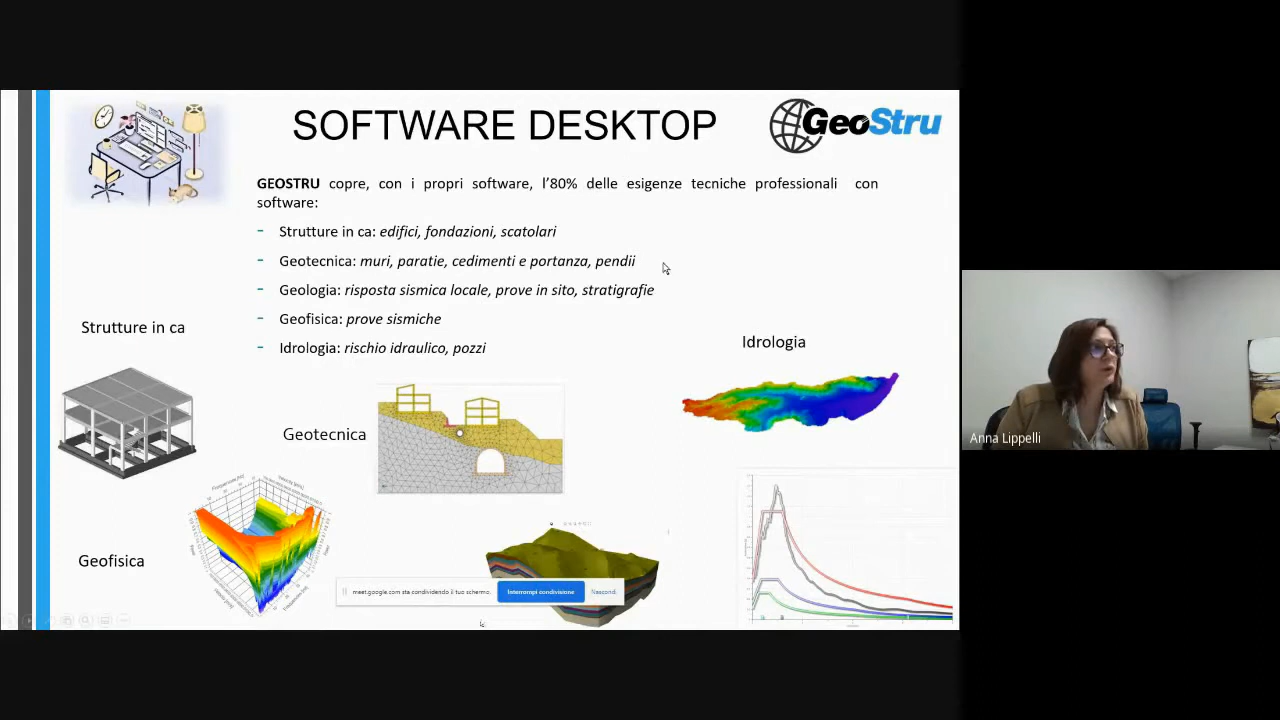 SOFTWARE DESKTOP
GeoStru
GEOSTRU copre, con i propri software, l'80% delle esigenze tecniche professionali con
software:
- Strutture in ca: edifici, fondazioni, scatolari
- Geotecnica: muri, paratie, cedimenti e portanza, pendii
- Geologia: risposta sismica locale, prove in sito, stratigrafie
- Geofisica: prove sismiche
- Idrologia: rischio idraulico, pozzi
Strutture in ca
Idrologia
Geotecnica
Anna Lippelli
Geofisica
meet.google.com sta condividendo il tuo schermo.
Interrompi condivisione
Nascondi